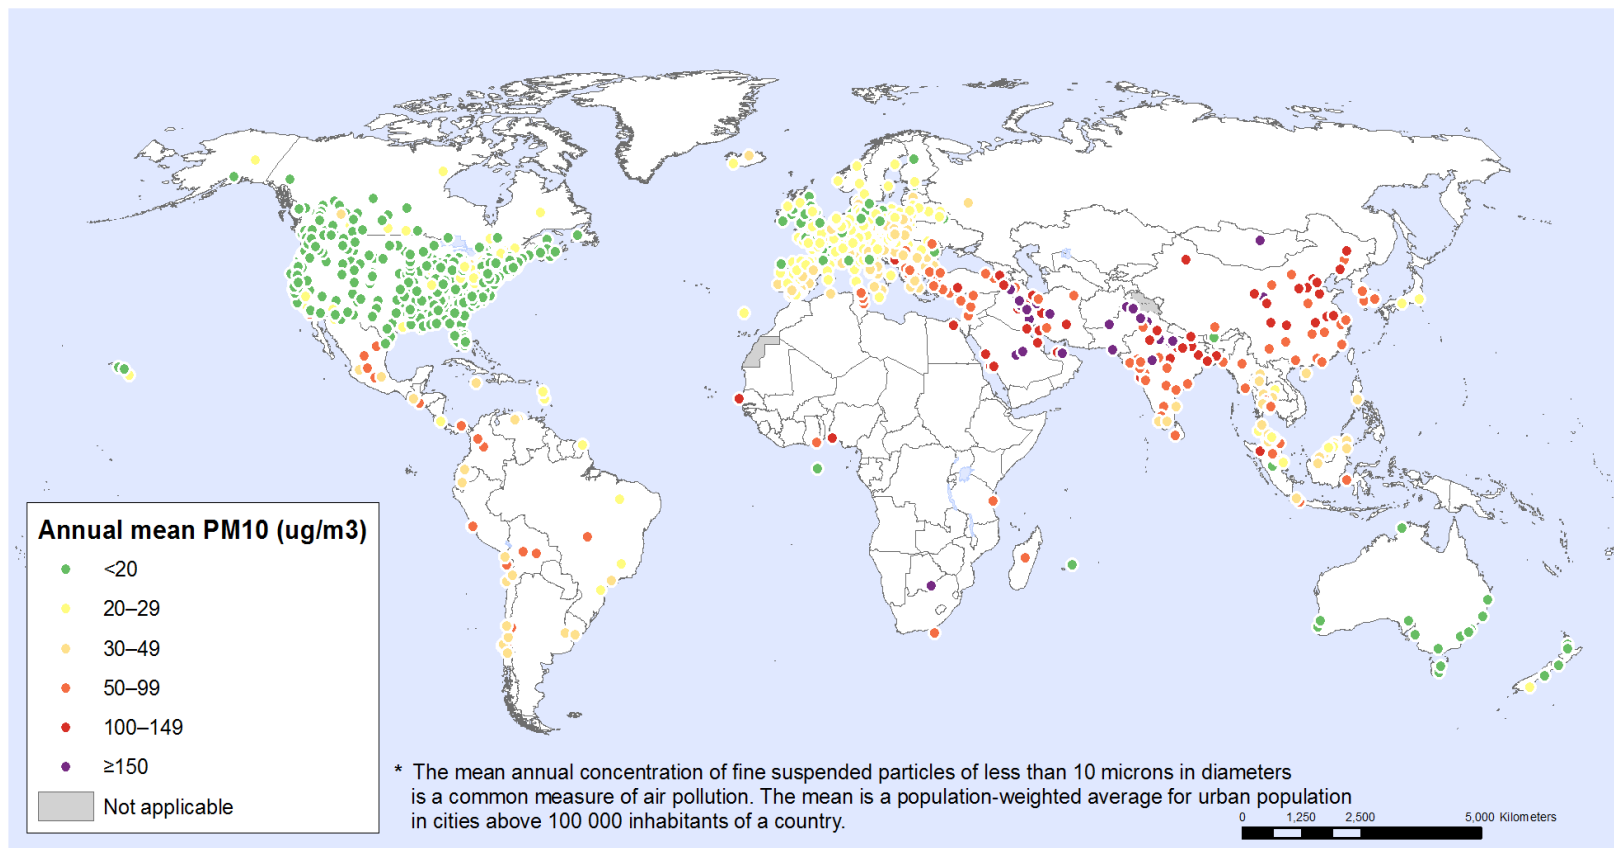 Annual mean PM10 (ug/m3)
<20
20–29
30–49
50–99
100–149
≥150
Not applicable
* The mean annual concentration of fine suspended particles of less than 10 microns in diameters
is a common measure of air pollution. The mean is a population-weighted average for urban population
in cities above 100 000 inhabitants of a country.
0 1,250 2,500 5,000 Kilometers